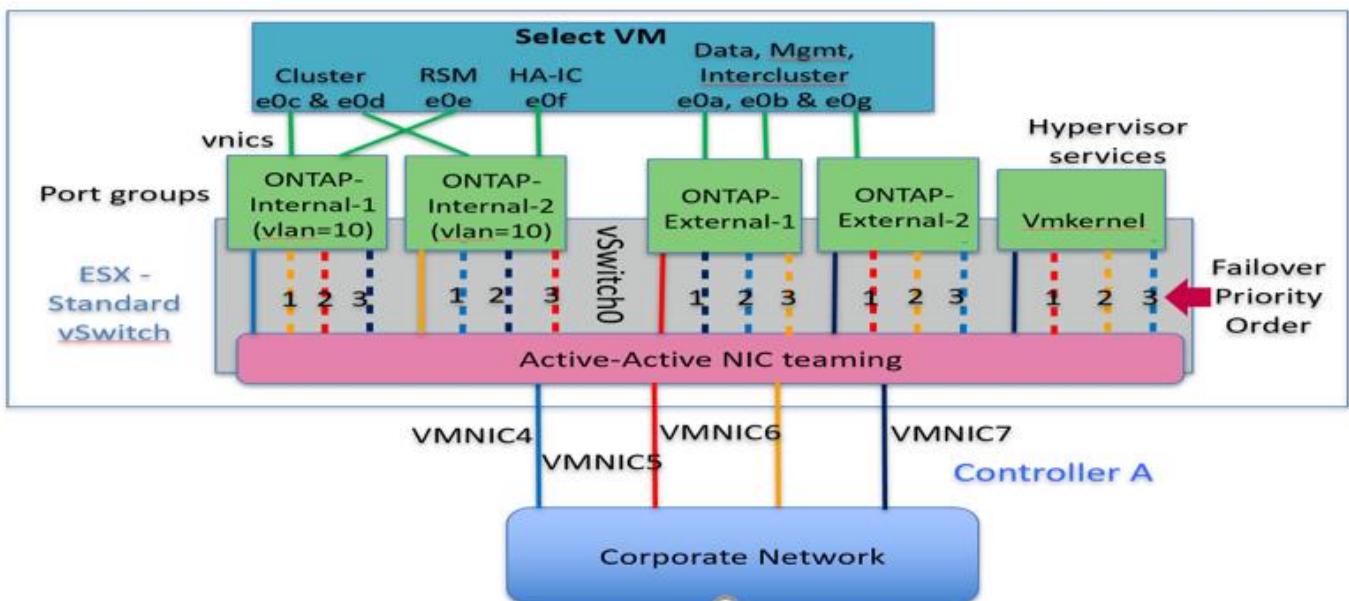 Select VM
Cluster
e0c & e0d
RSM
e0e
HA-IC
e0f
Data, Mgmt,
Intercluster
e0a, e0b & e0g
vnics
Hypervisor
services
Port groups
ONTAP-
Internal-1
(vlan=10)
ONTAP-
Internal-2
(vlan=10)
ONTAP-
External-1
ONTAP-
External-2
Vmkernel
ESX -
Standard
vSwitch
vSwitch0
1 2 3
1 2 3
1 2 3
1 2 3
1 2 3
Failover
Priority
Order
Active-Active NIC teaming
VMNIC4
VMNIC5
VMNIC6
VMNIC7
Controller A
Corporate Network